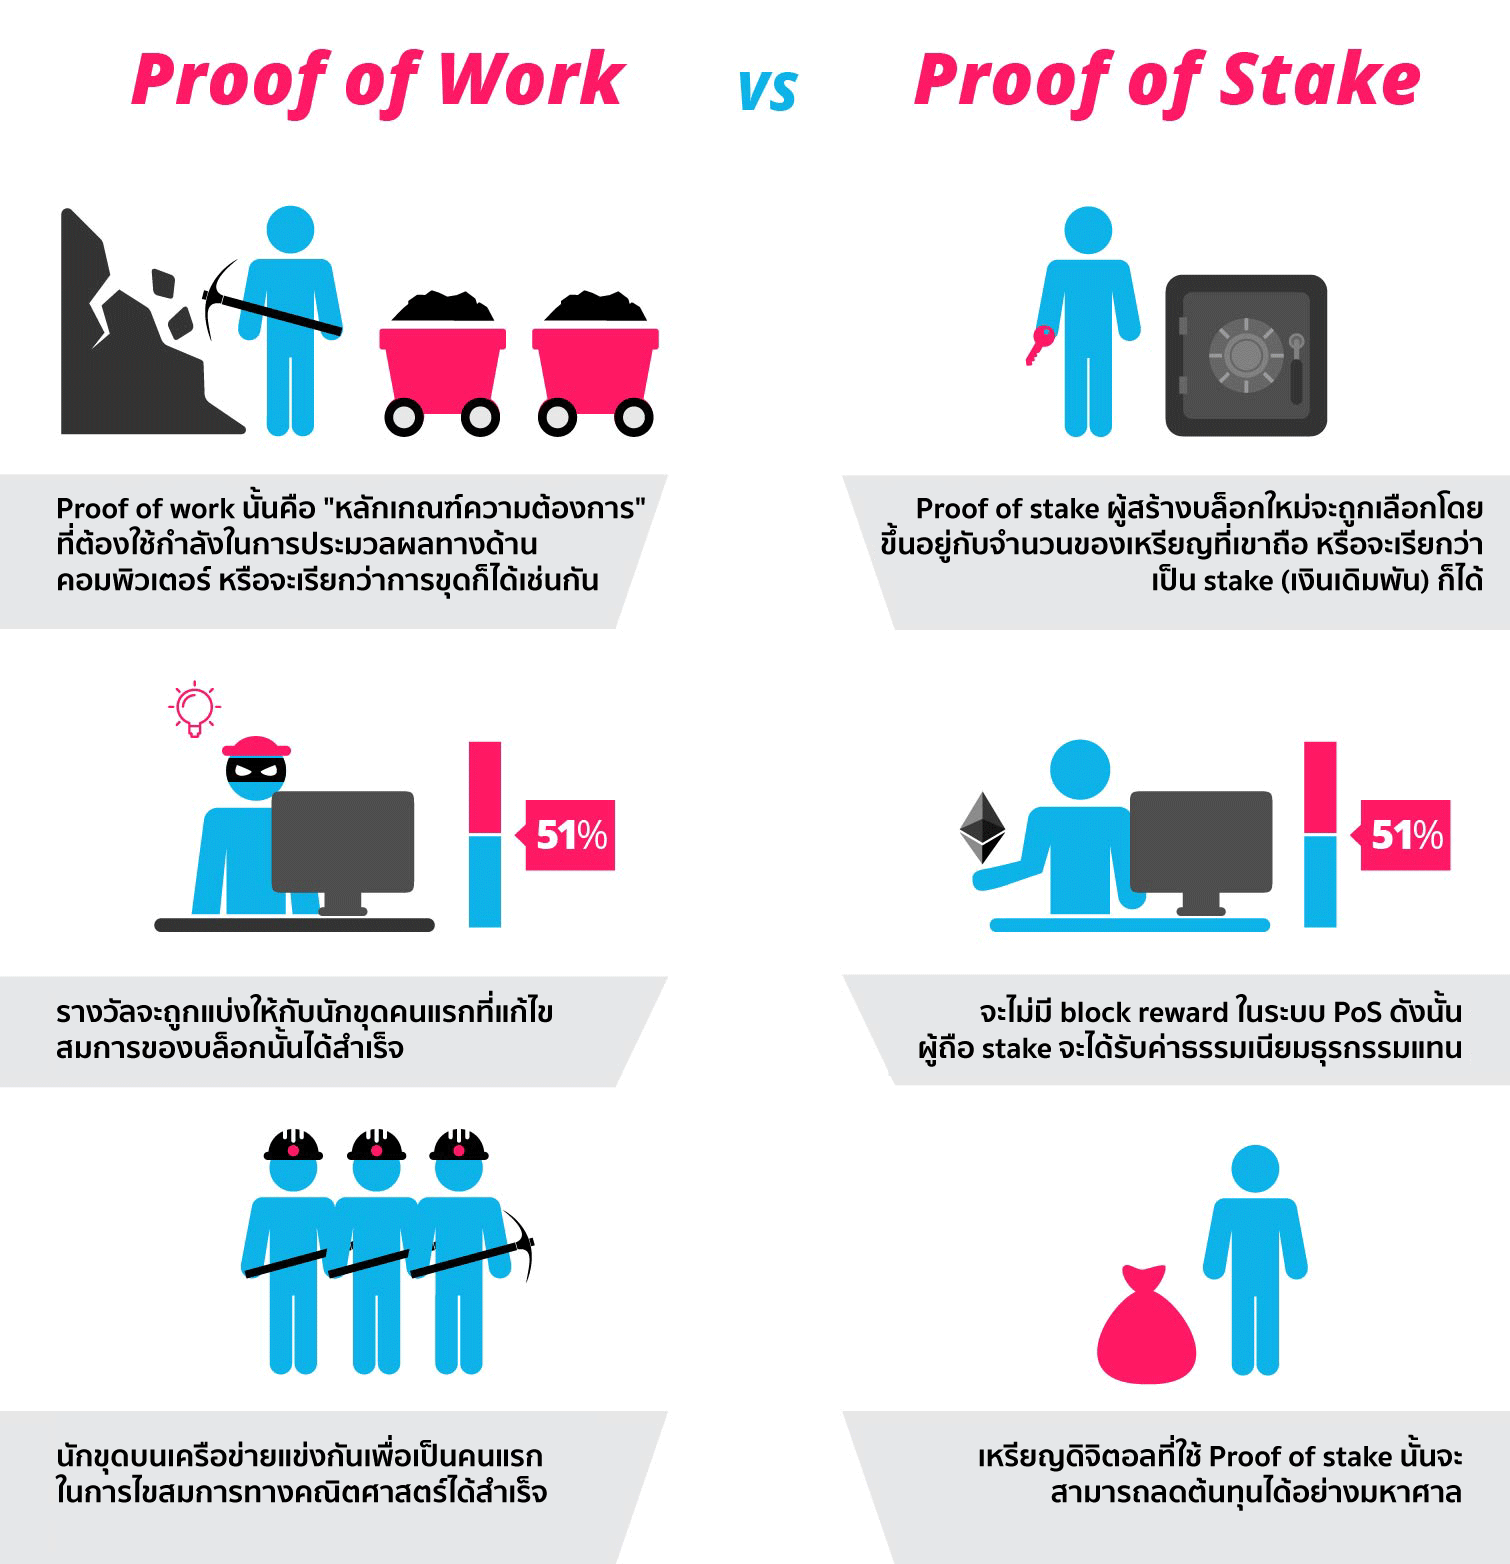 Proof of Work
vs
Proof of Stake
Proof of work นั้นคือ "หลักเกณฑ์ความต้องการ"
ที่ต้องใช้กำลังในการประมวลผลทางด้าน
คอมพิวเตอร์ หรือจะเรียกว่าการขุดก็ได้เช่นกัน
Proof of stake ผู้สร้างบล็อกใหม่จะถูกเลือกโดย
ขึ้นอยู่กับจำนวนของเหรียญที่เขาถือ หรือจะเรียกว่า
เป็น stake (เงินเดิมพัน) ก็ได้
51%
51%
รางวัลจะถูกแบ่งให้กับนักขุดคนแรกที่แก้ไข
สมการของบล็อกนั้นได้สำเร็จ
จะไม่มี block reward ในระบบ PoS ดังนั้น
ผู้ถือ stake จะได้รับค่าธรรมเนียมธุรกรรมแทน
นักขุดบนเครือข่ายแข่งกันเพื่อเป็นคนแรก
ในการไขสมการทางคณิตศาสตร์ได้สำเร็จ
เหรียญดิจิตอลที่ใช้ Proof of stake นั้นจะ
สามารถลดต้นทุนได้อย่างมหาศาล